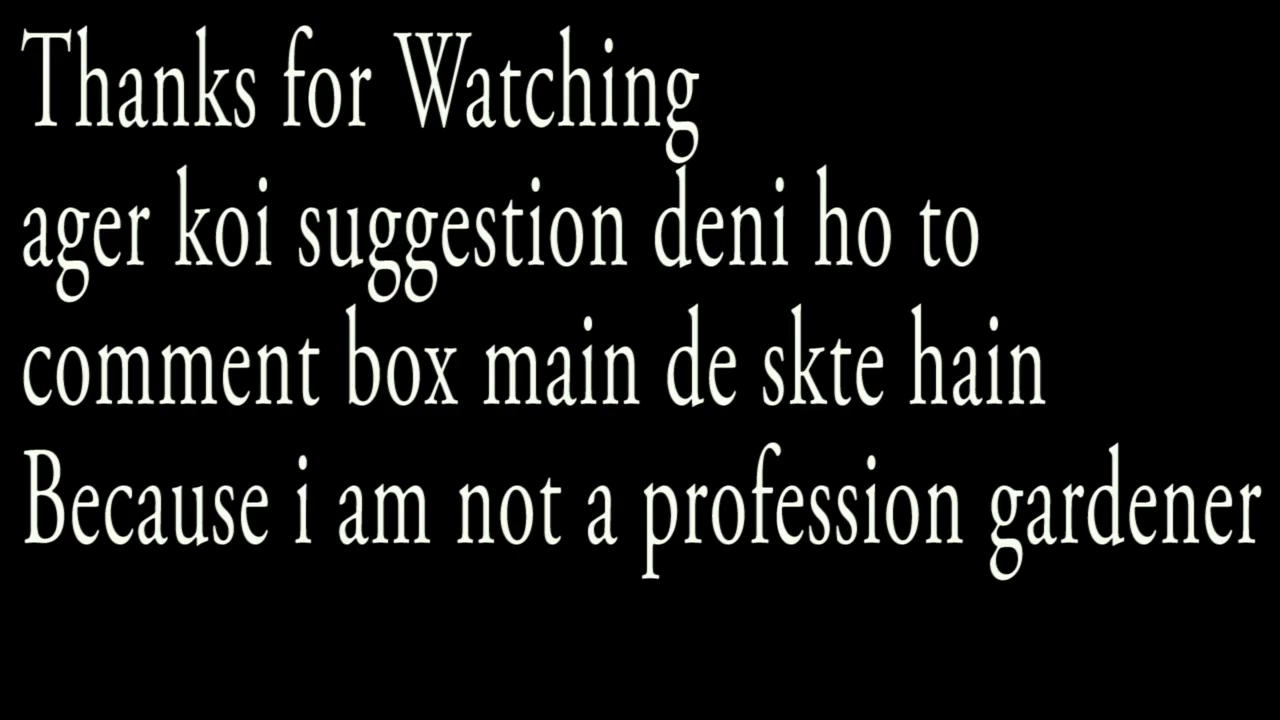 Thanks for Watching
ager koi suggestion deni ho to
comment box main de skte hain
Because i am not a profession gardener